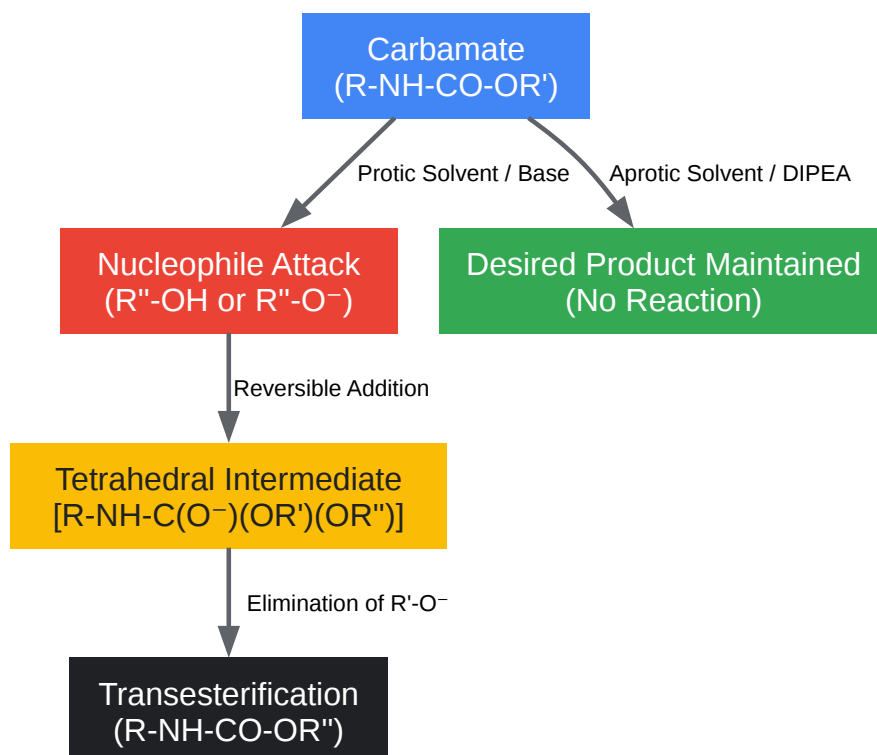 Carbamate
(R-NH-CO-OR')
Protic Solvent / Base
Aprotic Solvent / DIPEA
Nucleophile Attack
(R"-OH or R"-O⁻)
Desired Product Maintained
(No Reaction)
Reversible Addition
Tetrahedral Intermediate
[R-NH-C(O⁻)(OR')(OR")]
Elimination of R'-O⁻
Transesterification
(R-NH-CO-OR")